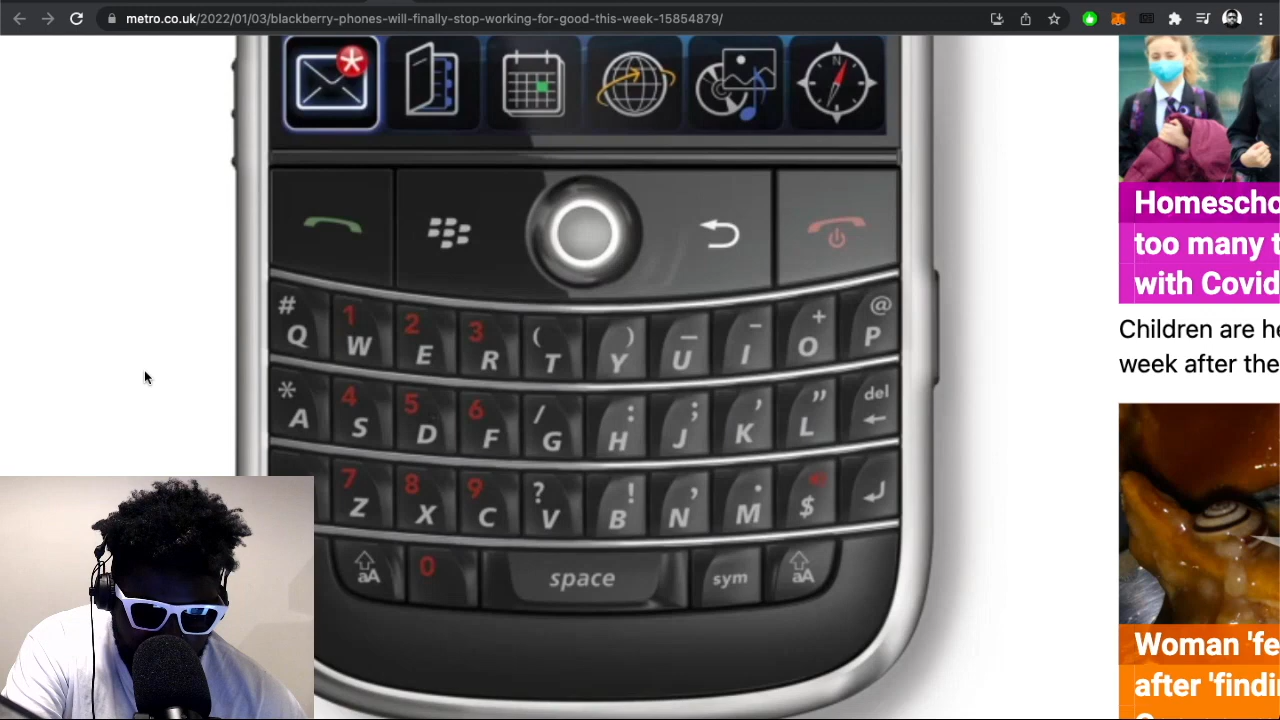 metro.co.uk/2022/01/03/blackberry-phones-will-finally-stop-working-for-good-this-week-15854879/
N
# 1 2 3 ( ) _ - + @
Q W E R T Y U I O P
* 4 5 6 / : ; ' " del
A S D F G H J K L
7 8 9 ? ! , .
Z X C V B N M $
aA 0 space sym aA
Homescho
too many t
with Covid
Children are he
week after the
Woman 'fe
after 'findi